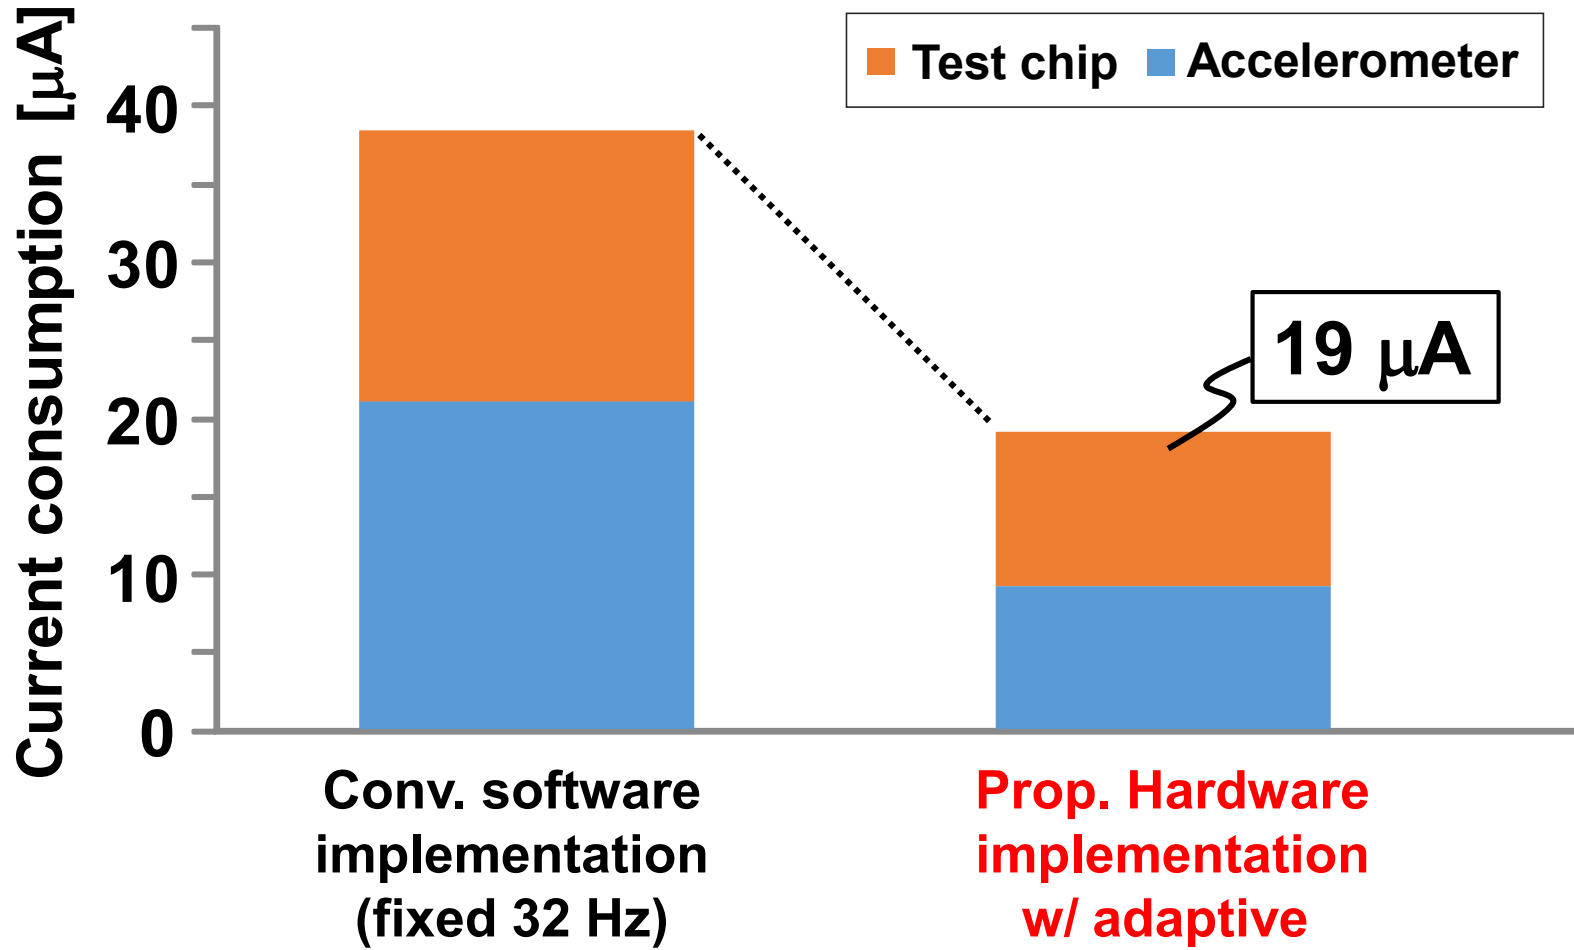 Current consumption [μA]
Test chip
Accelerometer
40
30
20
10
0
19 μA
Conv. software
implementation
(fixed 32 Hz)
Prop. Hardware
implementation
w/ adaptive